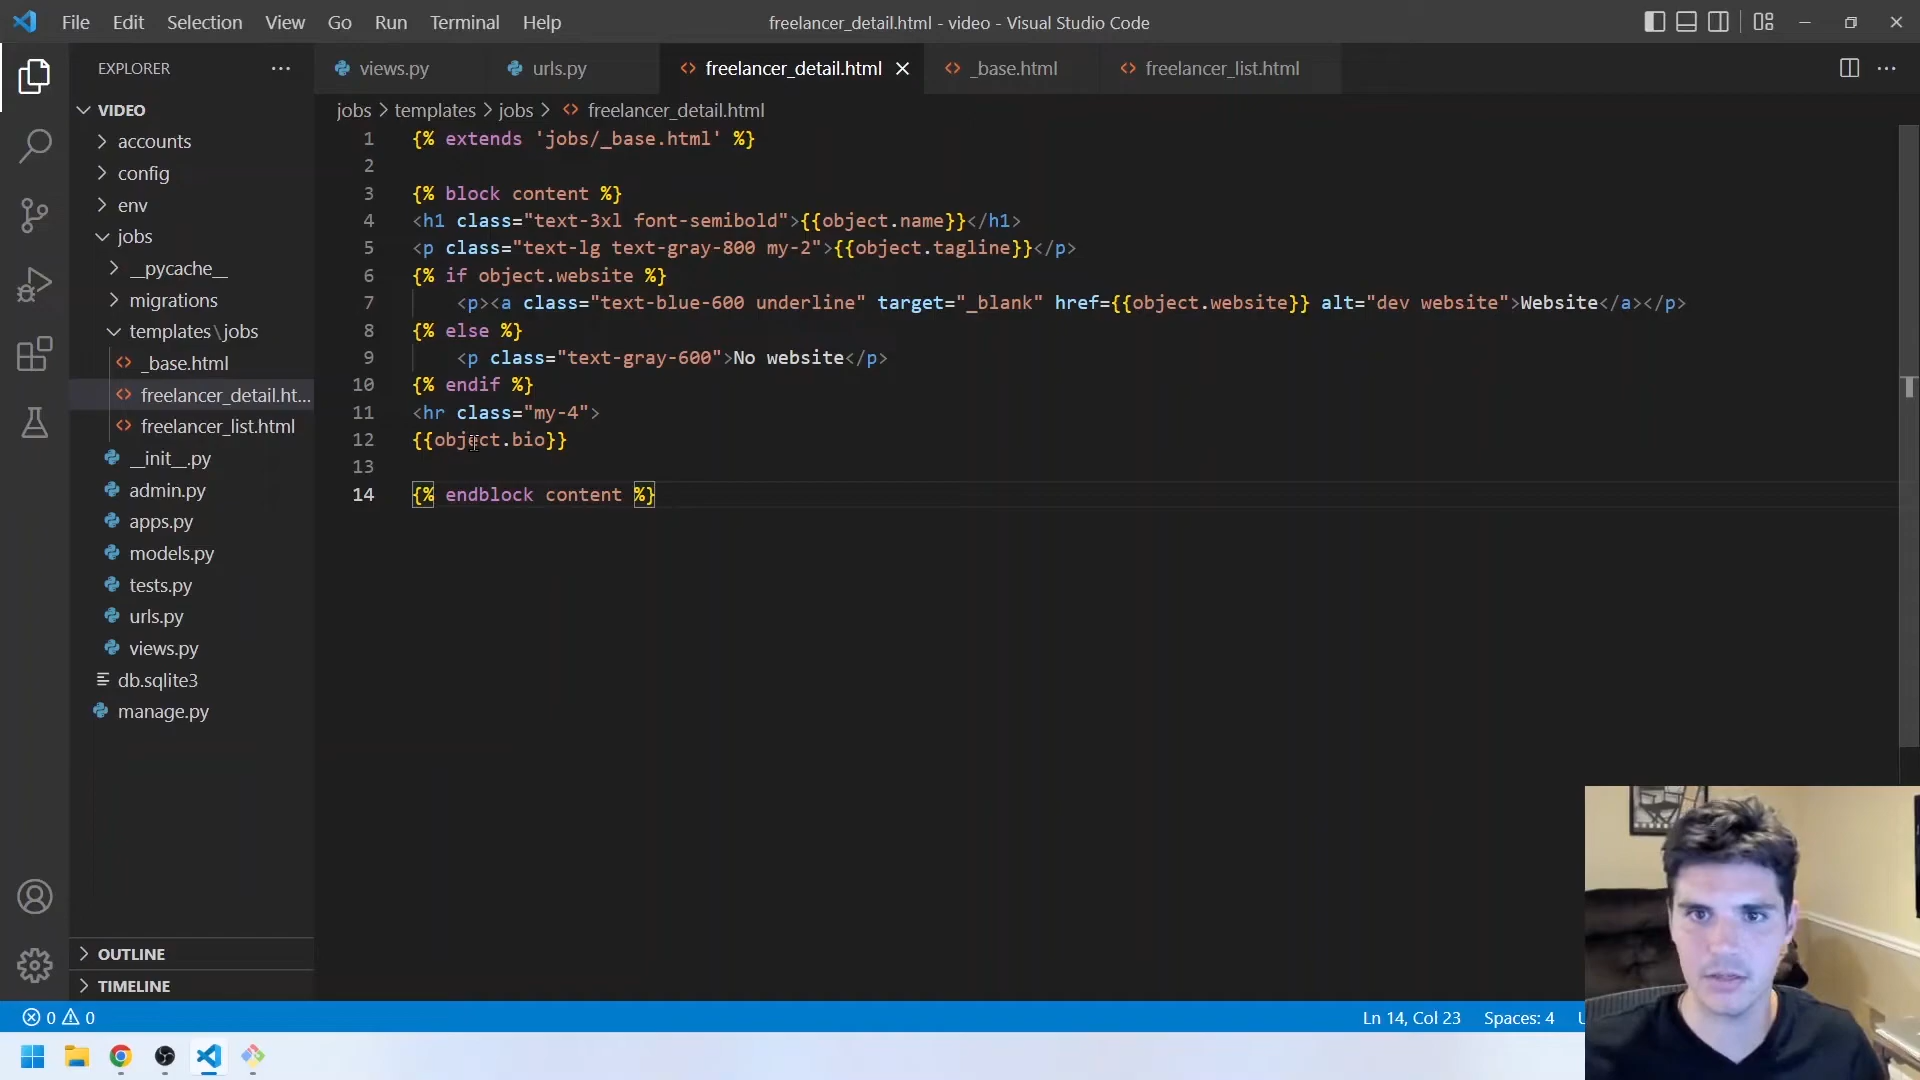 File Edit Selection View Go Run Terminal Help
freelancer_detail.html - video - Visual Studio Code
EXPLORER
views.py
urls.py
freelancer_detail.html
_base.html
freelancer_list.html
VIDEO
accounts
config
env
jobs
__pycache__
migrations
templates\jobs
_base.html
freelancer_detail.ht...
freelancer_list.html
__init__.py
admin.py
apps.py
models.py
tests.py
urls.py
views.py
db.sqlite3
manage.py
OUTLINE
TIMELINE
jobs > templates > jobs > freelancer_detail.html
1 {% extends 'jobs/_base.html' %}
2
3 {% block content %}
4 <h1 class="text-3xl font-semibold">{{object.name}}</h1>
5 <p class="text-lg text-gray-800 my-2">{{object.tagline}}</p>
6 {% if object.website %}
7     <p><a class="text-blue-600 underline" target="_blank" href={{object.website}} alt="dev website">Website</a></p>
8 {% else %}
9     <p class="text-gray-600">No website</p>
10 {% endif %}
11 <hr class="my-4">
12 {{object.bio}}
13
14 {% endblock content %}
0 0
Ln 14, Col 23 Spaces: 4